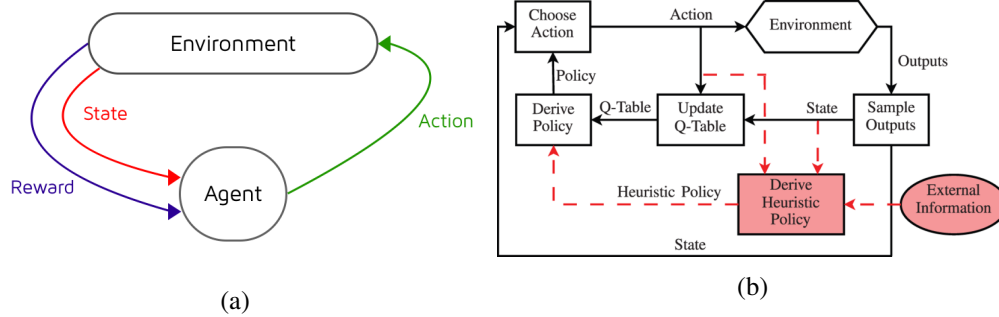 Environment
State
Action
Reward
Agent
(a)
Choose
Action
Action
Environment
Outputs
Policy
Derive
Policy
Q-Table
Update
Q-Table
State
Sample
Outputs
Heuristic Policy
Derive
Heuristic
Policy
External
Information
State
(b)